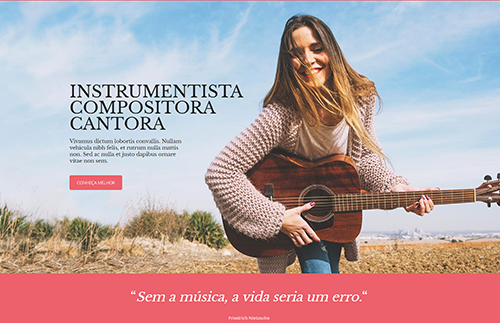 INSTRUMENTISTA
COMPOSITORA
CANTORA
Vivamus dictum lobortis convallis. Nullam
vehicula nibh felis, et rutrum nulla mattis
non. Sed ac nulla et justo dapibus ornare
vitae non sem.
CONHEÇA MELHOR
“Sem a música, a vida seria um erro.“
Friedrich Nietzsche